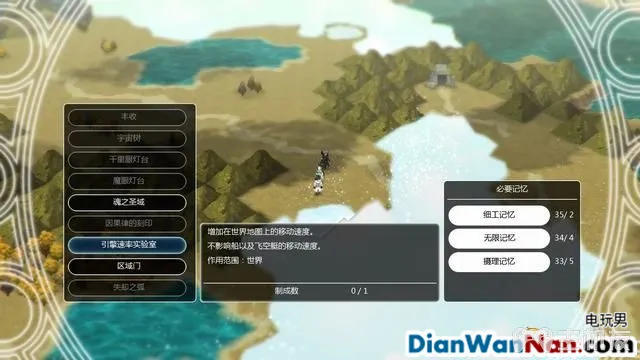 丰收
宇宙树
千里眼灯台
魔眼灯台
魂之圣域
因果律的刻印
引擎速率实验室
区域门
失却之弧
增加在世界地图上的移动速度。
不影响船以及飞空艇的移动速度。
作用范围：世界
制成数 0 / 1
必要记忆
细工记忆 35/ 2
无限记忆 34/ 4
摄理记忆 33/ 5
电玩男
DianWanNan.com